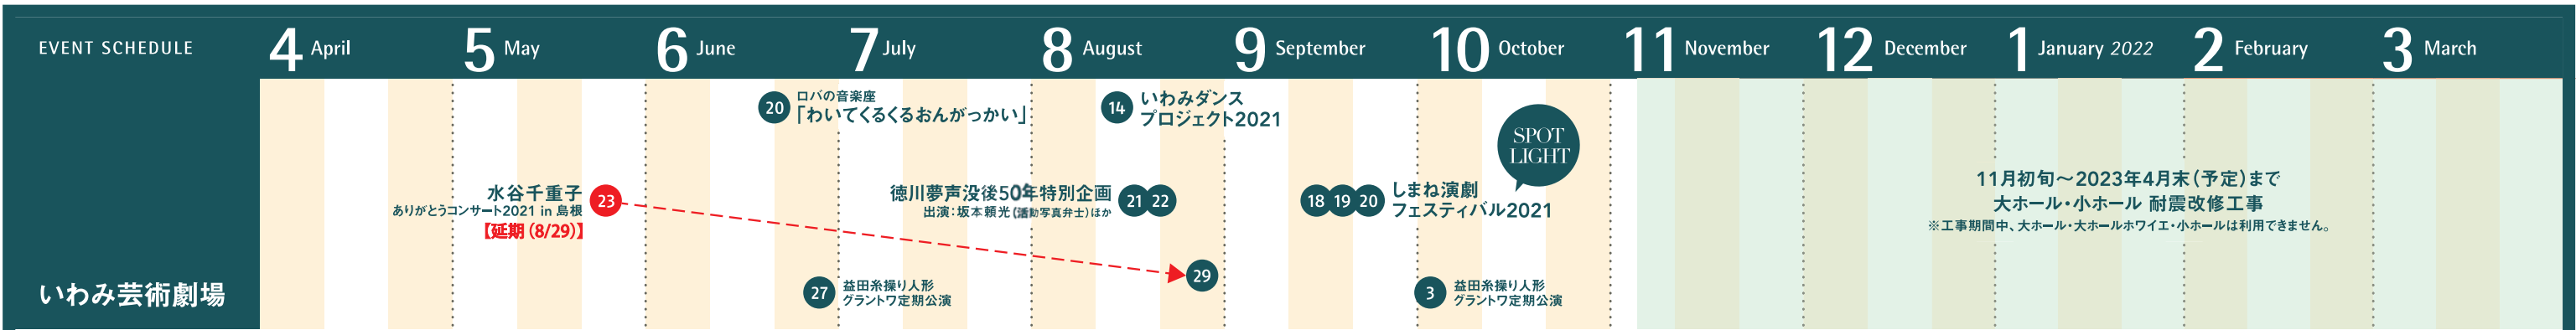 EVENT SCHEDULE
4 April
5 May
6 June
7 July
8 August
9 September
10 October
11 November
12 December
1 January 2022
2 February
3 March
いわみ芸術劇場
20 ロバの音楽座
「わいてくるくるおんがっかい」
14 いわみダンス
プロジェクト2021
SPOT
LIGHT
水谷千重子
ありがとうコンサート2021 in 島根
【延期（8/29）】
23
29
徳川夢声没後50年特別企画
出演：坂本頼光（活動写真弁士）ほか
21 22
18 19 20 しまね演劇
フェスティバル2021
27 益田糸操り人形
グラントワ定期公演
3 益田糸操り人形
グラントワ定期公演
11月初旬～2023年4月末（予定）まで
大ホール・小ホール 耐震改修工事
※工事期間中、大ホール・大ホールホワイエ・小ホールは利用できません。